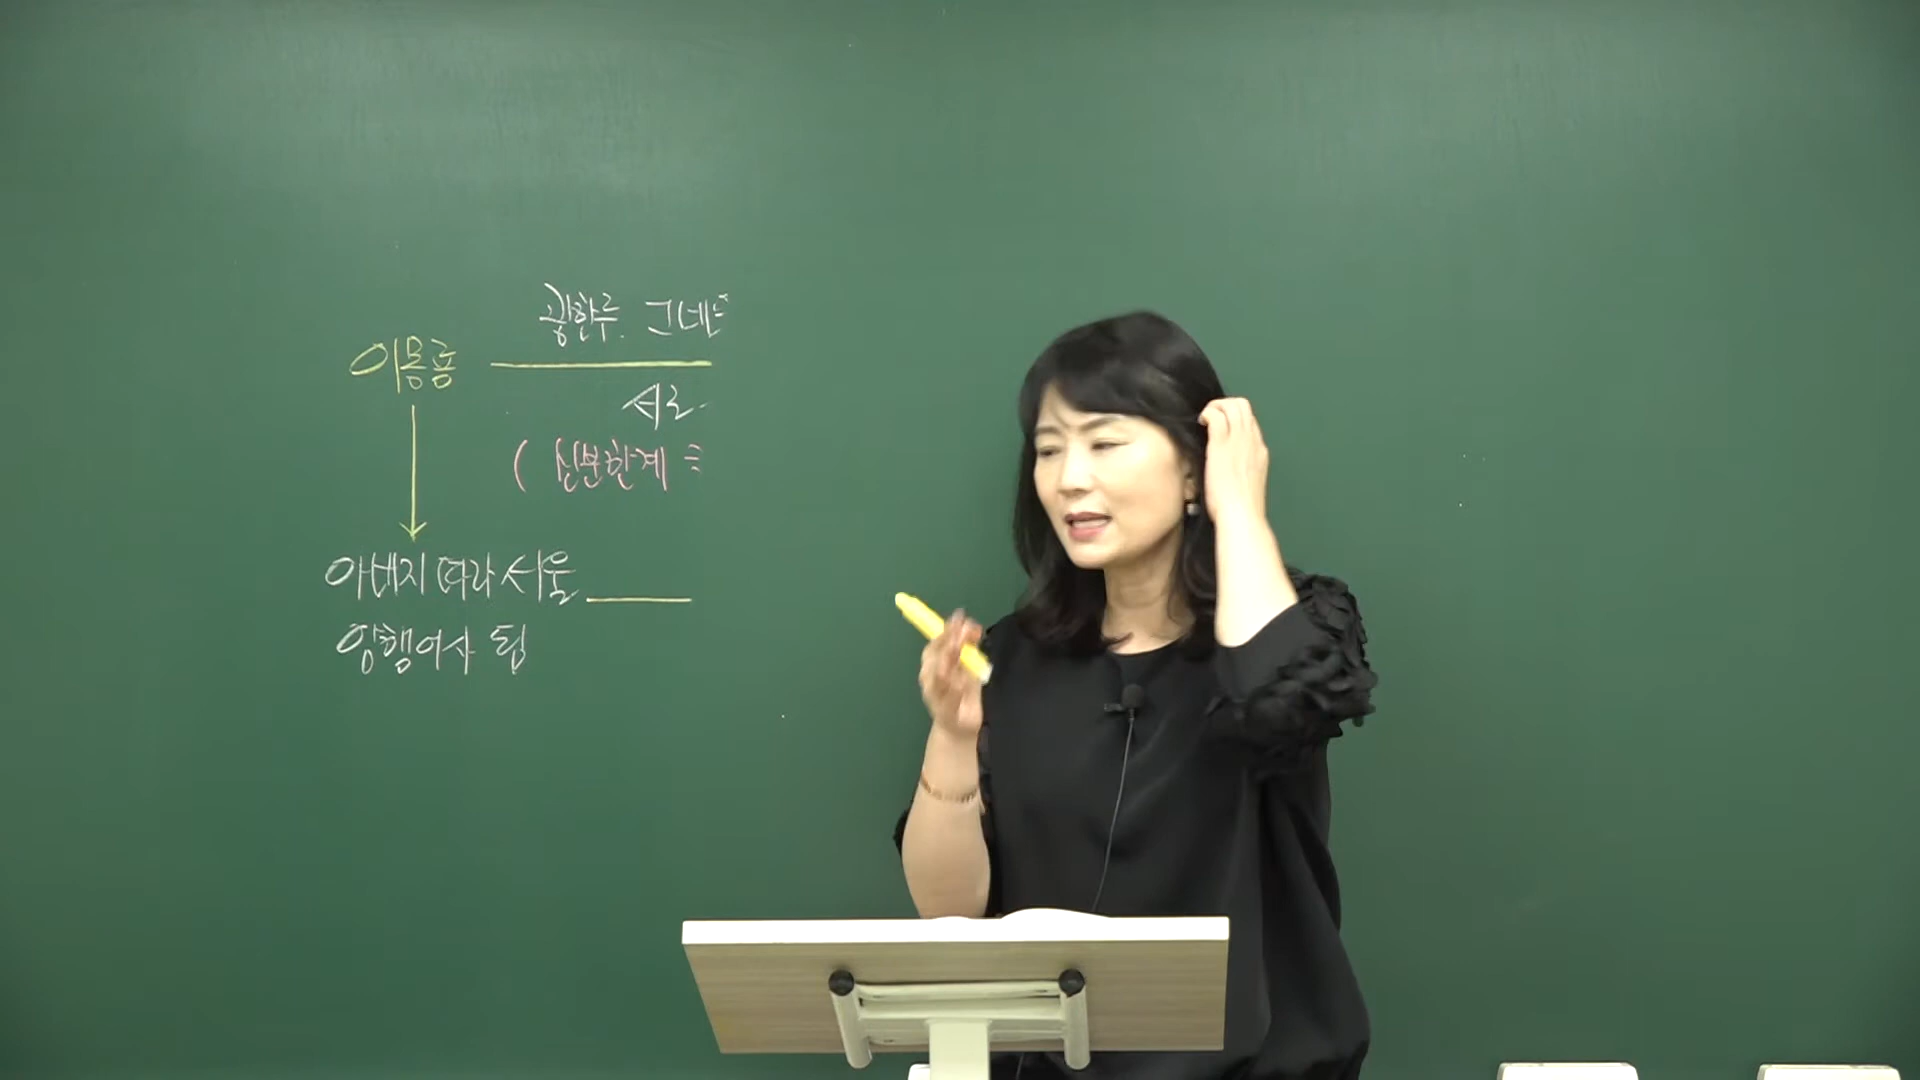 광한루. 그네
이몽룡
서로
( 신분한계
아버지 따라 서울
암행어사 됨